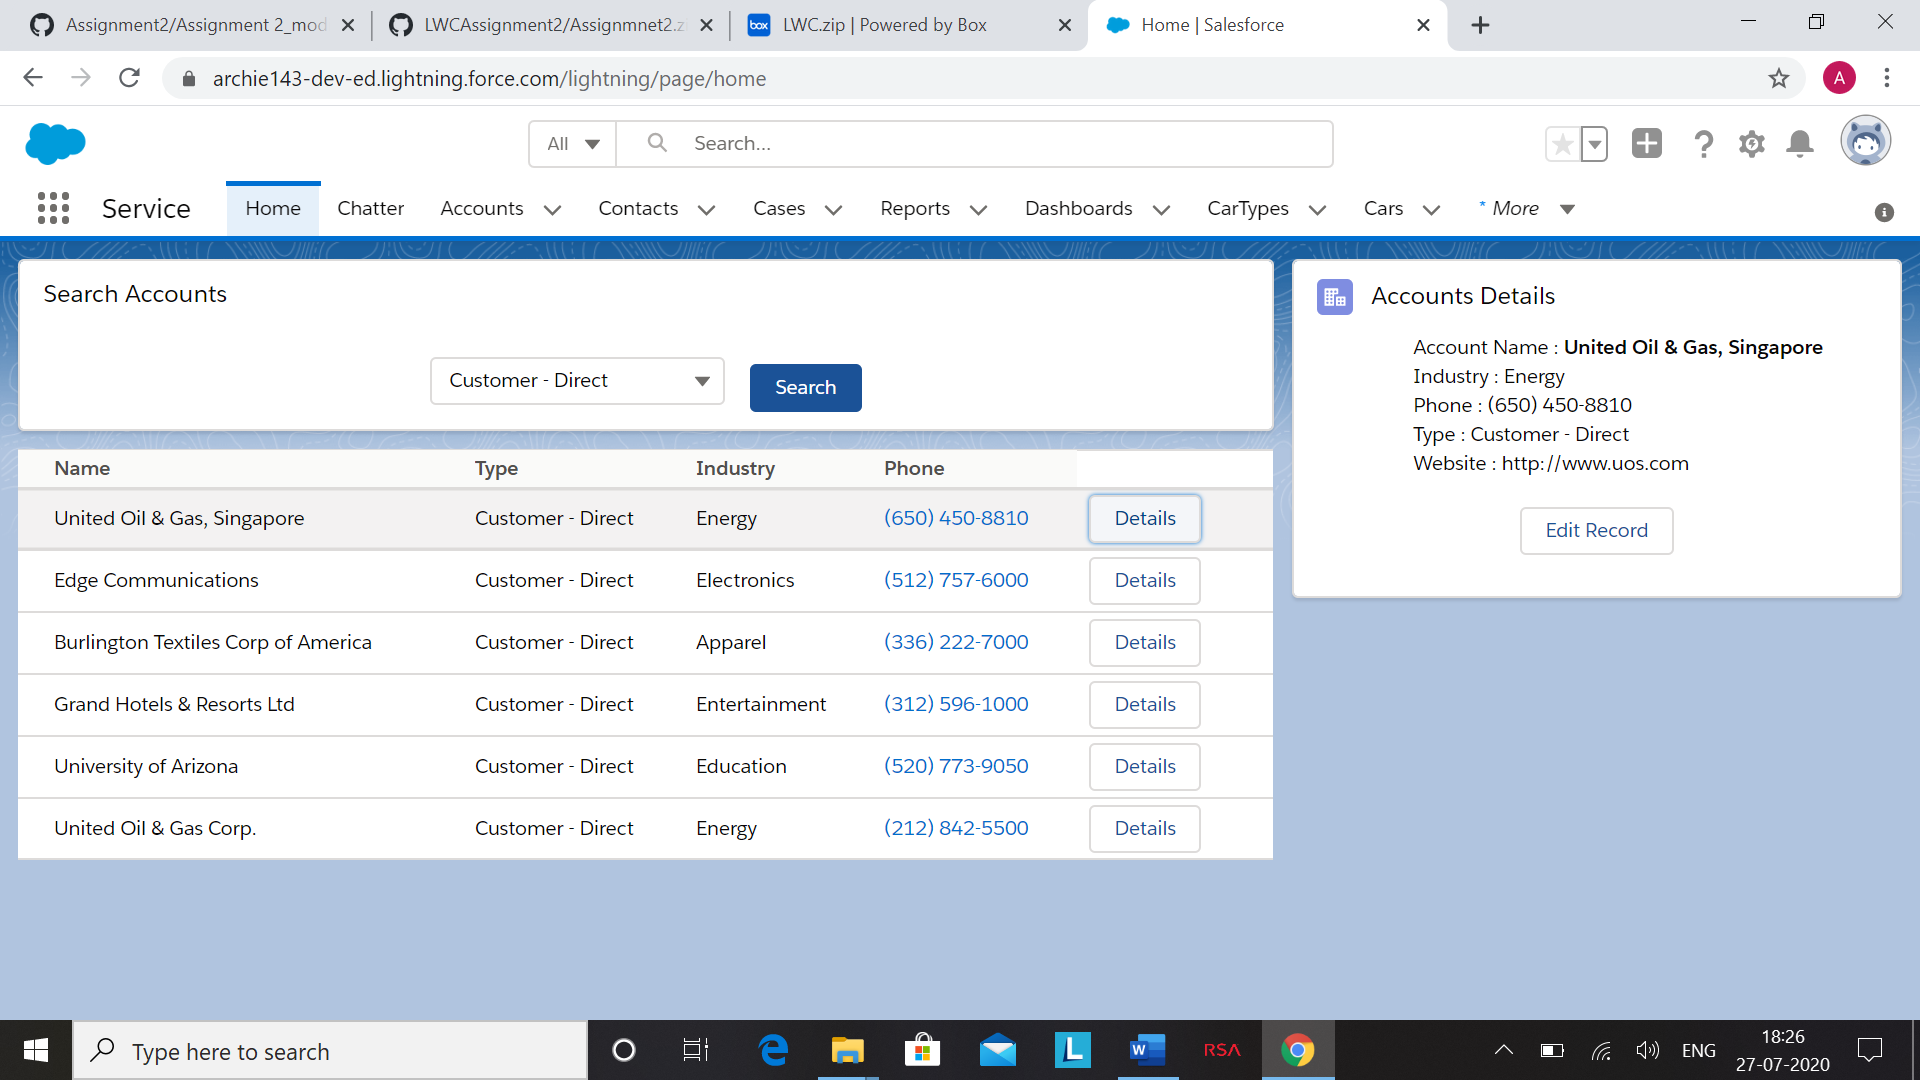 Assignment2/Assignment 2_mod
LWCAssignment2/Assignmnet2.z
box LWC.zip | Powered by Box
Home | Salesforce
archie143-dev-ed.lightning.force.com/lightning/page/home
A
All
Search...
Service
Home
Chatter
Accounts
Contacts
Cases
Reports
Dashboards
CarTypes
Cars
* More
Search Accounts
Customer - Direct
Search
Name Type Industry Phone
United Oil & Gas, Singapore Customer - Direct Energy (650) 450-8810 Details
Edge Communications Customer - Direct Electronics (512) 757-6000 Details
Burlington Textiles Corp of America Customer - Direct Apparel (336) 222-7000 Details
Grand Hotels & Resorts Ltd Customer - Direct Entertainment (312) 596-1000 Details
University of Arizona Customer - Direct Education (520) 773-9050 Details
United Oil & Gas Corp. Customer - Direct Energy (212) 842-5500 Details
Accounts Details
Account Name : United Oil & Gas, Singapore
Industry : Energy
Phone : (650) 450-8810
Type : Customer - Direct
Website : http://www.uos.com
Edit Record
Type here to search
L
W
RSA
ENG
18:26
27-07-2020